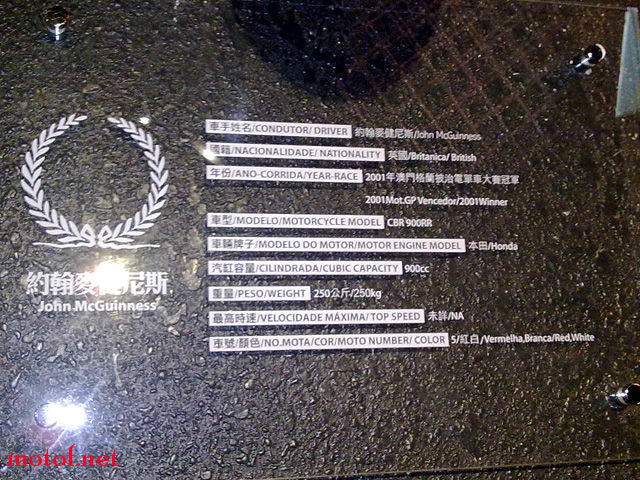 約翰麥健尼斯
John McGuinness
車手姓名/CONDUTOR/ DRIVER 約翰麥健尼斯/John McGuinness
國籍/NACIONALIDADE/ NATIONALITY 英國/Britanica/ British
年份/ANO-CORRIDA/YEAR-RACE 2001年澳門格蘭披治電單車大賽冠軍
2001Mot.GP Vencedor/2001Winner
車型/MODELO/MOTORCYCLE MODEL CBR 900RR
車輛牌子/MODELO DO MOTOR/MOTOR ENGINE MODEL 本田/Honda
汽缸容量/CILINDRADA/CUBIC CAPACITY 900cc
重量/PESO/WEIGHT 250公斤/250kg
最高時速/VELOCIDADE MÁXIMA/ TOP SPEED 未詳/NA
車號/顏色/NO.MOTA/COR/MOTO NUMBER/ COLOR 5/紅白/Vermelha,Branca/Red,White
motof.net